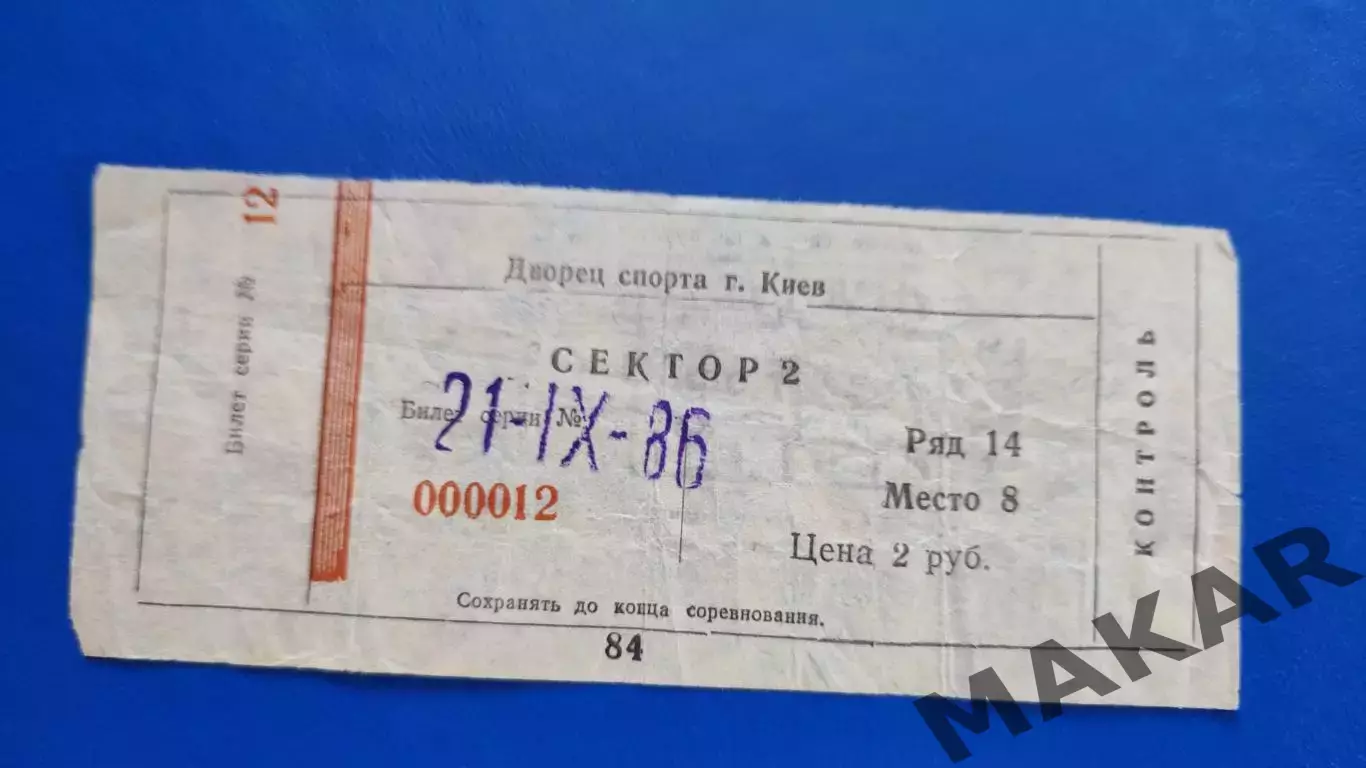 Билет серии №
12
Дворец спорта г. Киев
СЕКТОР 2
Билет серии №
21-IX-86
000012
Ряд 14
Место 8
Цена 2 руб.
Сохранять до конца соревнования.
84
КОНТРОЛЬ
MAKAR